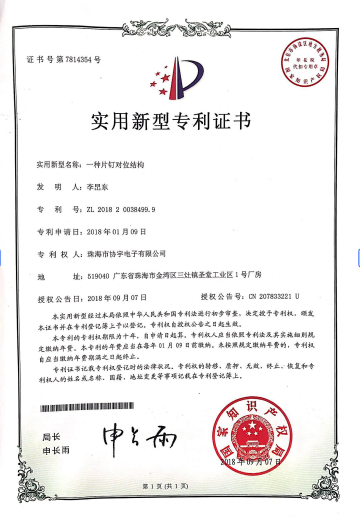 证书号第7814354号
实用新型专利证书
实用新型名称：一种片钉对位结构
发 明 人：李昆东
专 利 号：ZL 2018 2 0038499.9
专利申请日：2018年01月09日
专利权人：珠海市协宇电子有限公司
地 址：519040 广东省珠海市金湾区三灶镇圣堂工业区1号厂房
授权公告日：2018年09月07日 授权公告号：CN 207833221 U
本实用新型经过本局依照中华人民共和国专利法进行初步审查，决定授予专利权，颁发
本证书并在专利登记簿上予以登记。专利权自授权公告之日起生效。
本专利的专利权期限为十年，自申请日起算。专利权人应当依照专利法及其实施细则规
定缴纳年费。本专利的年费应当在每年01月09日前缴纳。未按照规定缴纳年费的，专利权
自应当缴纳年费期满之日起终止。
专利证书记载专利权登记时的法律状况。专利权的转移、质押、无效、终止、恢复和专
利权人的姓名或名称、国籍、地址变更等事项记载在专利登记簿上。
局长
申长雨
申长雨
国家知识产权局
2018年09月07日
第1页（共1页）